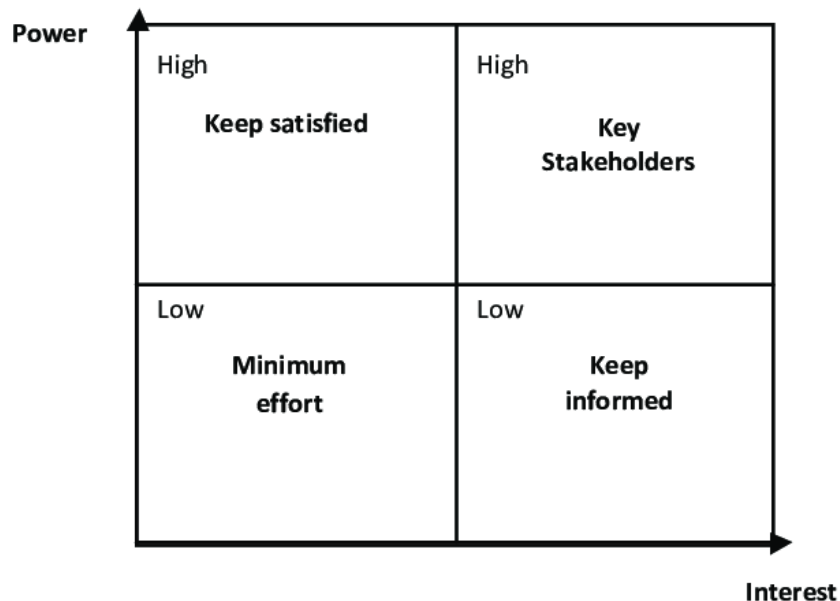 Power
High
Keep satisfied
High
Key
Stakeholders
Low
Minimum
effort
Low
Keep
informed
Interest